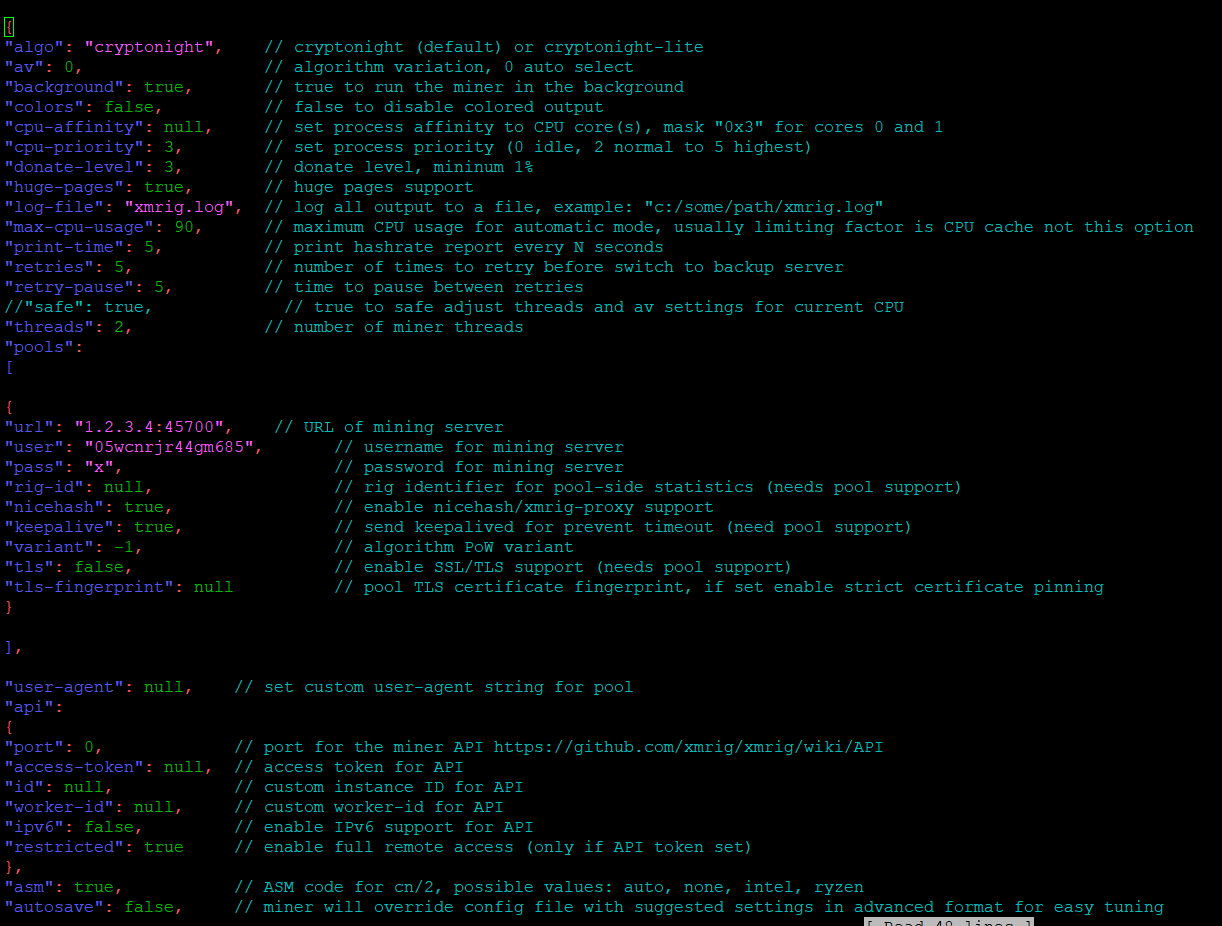 {
"algo": "cryptonight",    // cryptonight (default) or cryptonight-lite
"av": 0,                  // algorithm variation, 0 auto select
"background": true,       // true to run the miner in the background
"colors": false,          // false to disable colored output
"cpu-affinity": null,     // set process affinity to CPU core(s), mask "0x3" for cores 0 and 1
"cpu-priority": 3,        // set process priority (0 idle, 2 normal to 5 highest)
"donate-level": 3,        // donate level, mininum 1%
"huge-pages": true,       // huge pages support
"log-file": "xmrig.log",  // log all output to a file, example: "c:/some/path/xmrig.log"
"max-cpu-usage": 90,      // maximum CPU usage for automatic mode, usually limiting factor is CPU cache not this option
"print-time": 5,          // print hashrate report every N seconds
"retries": 5,             // number of times to retry before switch to backup server
"retry-pause": 5,         // time to pause between retries
//"safe": true,             // true to safe adjust threads and av settings for current CPU
"threads": 2,             // number of miner threads
"pools":
[
{
"url": "1.2.3.4:45700",    // URL of mining server
"user": "05wcnrjr44gm685",       // username for mining server
"pass": "x",                     // password for mining server
"rig-id": null,                  // rig identifier for pool-side statistics (needs pool support)
"nicehash": true,                // enable nicehash/xmrig-proxy support
"keepalive": true,               // send keepalived for prevent timeout (need pool support)
"variant": -1,                   // algorithm PoW variant
"tls": false,                    // enable SSL/TLS support (needs pool support)
"tls-fingerprint": null          // pool TLS certificate fingerprint, if set enable strict certificate pinning
}
],
"user-agent": null,    // set custom user-agent string for pool
"api":
{
"port": 0,             // port for the miner API https://github.com/xmrig/xmrig/wiki/API
"access-token": null,  // access token for API
"id": null,            // custom instance ID for API
"worker-id": null,     // custom worker-id for API
"ipv6": false,         // enable IPv6 support for API
"restricted": true     // enable full remote access (only if API token set)
},
"asm": true,           // ASM code for cn/2, possible values: auto, none, intel, ryzen
"autosave": false,     // miner will override config file with suggested settings in advanced format for easy tuning
[ Read 48 lines ]